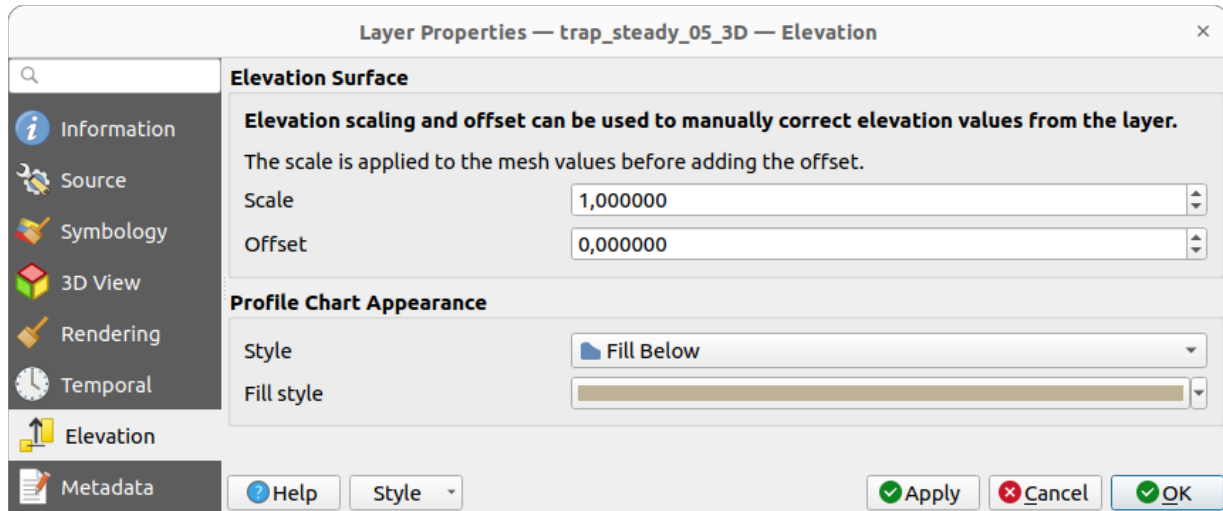 Layer Properties — trap_steady_05_3D — Elevation
Information
Source
Symbology
3D View
Rendering
Temporal
Elevation
Metadata
Elevation Surface
Elevation scaling and offset can be used to manually correct elevation values from the layer.
The scale is applied to the mesh values before adding the offset.
Scale 1,000000
Offset 0,000000
Profile Chart Appearance
Style Fill Below
Fill style
Help Style Apply Cancel OK